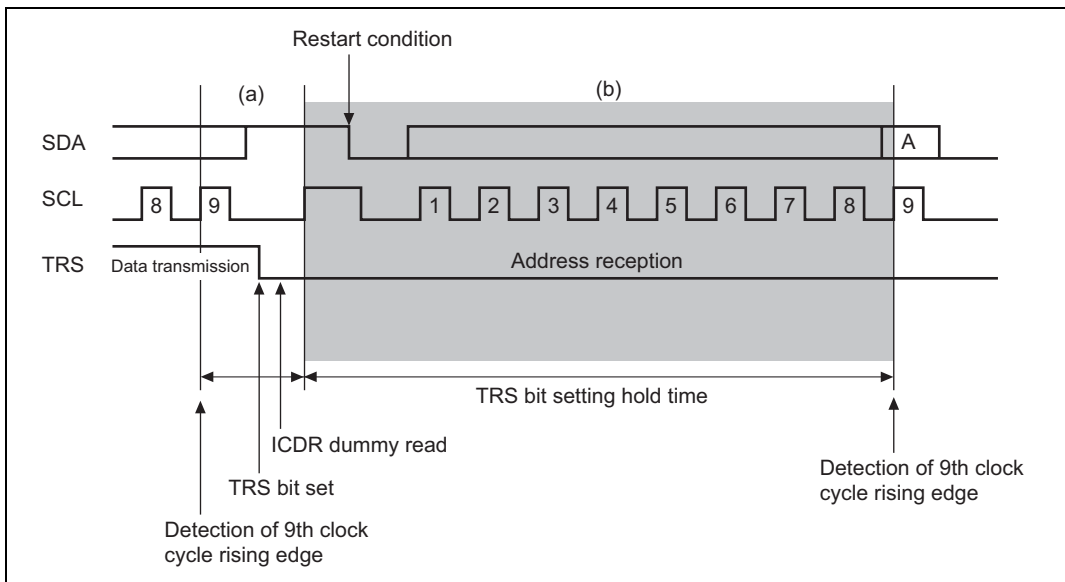 Restart condition
(a)
(b)
SDA
A
SCL
8 9 1 2 3 4 5 6 7 8 9
TRS
Data transmission
Address reception
TRS bit setting hold time
ICDR dummy read
TRS bit set
Detection of 9th clock
cycle rising edge
Detection of 9th clock
cycle rising edge